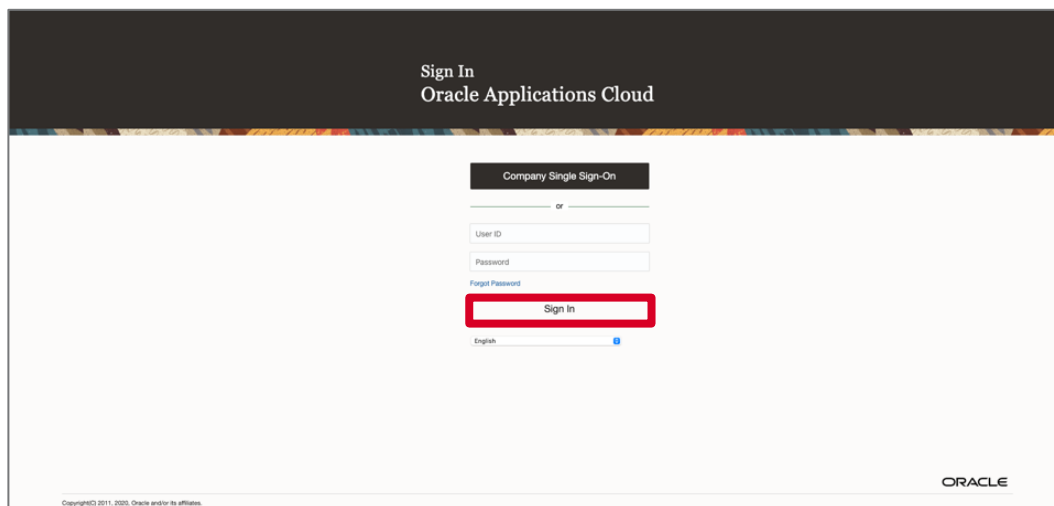 Sign In
Oracle Applications Cloud
Company Single Sign-On
or
User ID
Password
Forgot Password
Sign In
English
ORACLE
Copyright(C) 2011, 2020, Oracle and/or its affiliates.